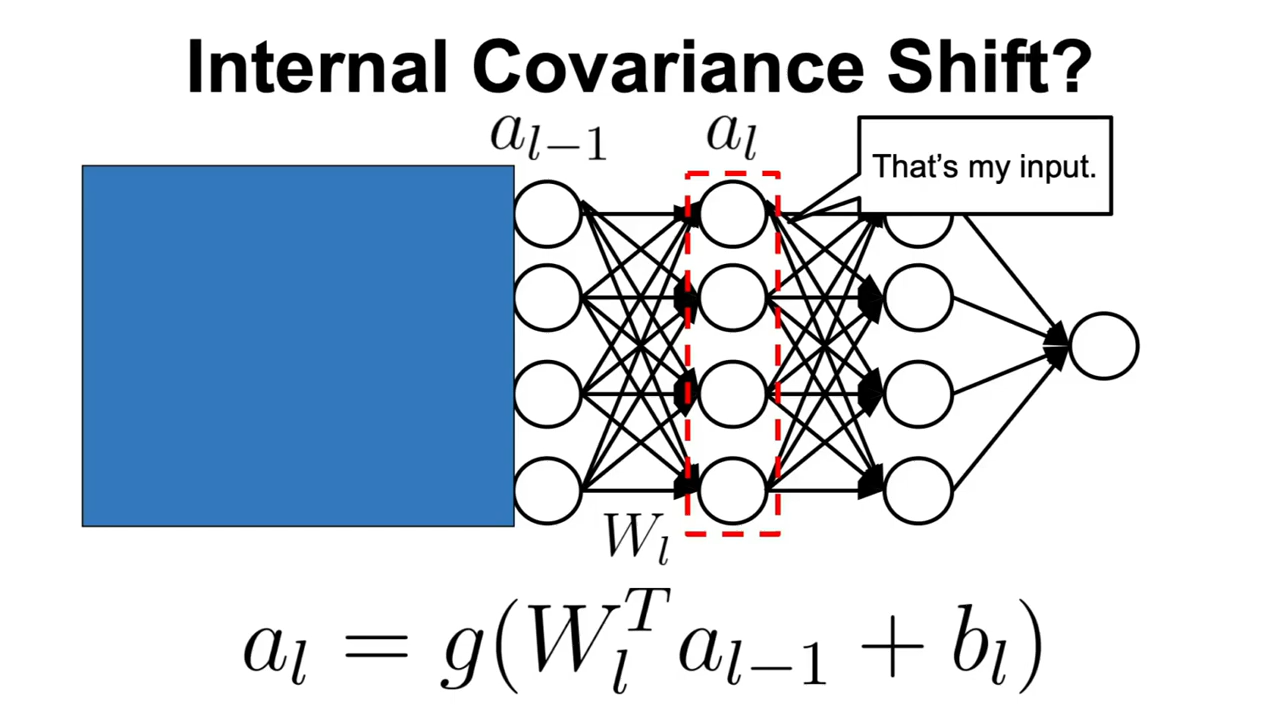 Internal Covariance Shift?
a_{l-1} a_l
That's my input.
W_l
a_l = g(W_l^T a_{l-1} + b_l)